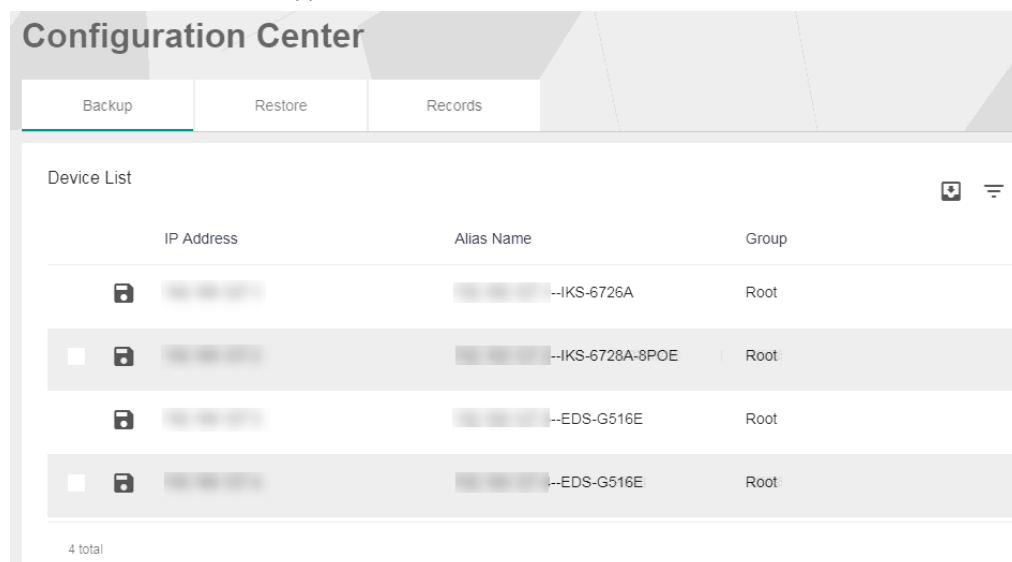 Configuration Center
Backup Restore Records
Device List
IP Address Alias Name Group
--IKS-6726A Root
--IKS-6728A-8POE Root
--EDS-G516E Root
--EDS-G516E Root
4 total